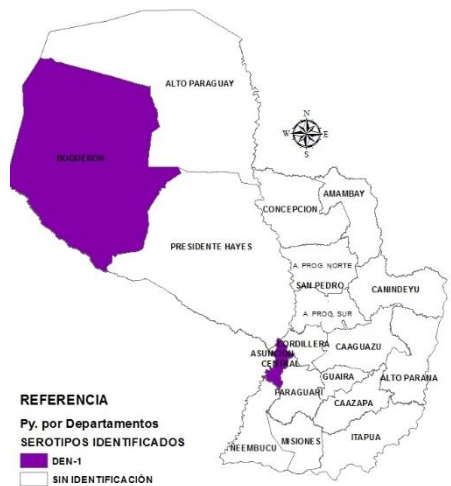 ALTO PARAGUAY
N
W E
S
BOQUERON
AMAMBAY
CONCEPCION
PRESIDENTE HAYES
A. PROG. NORTE
SAN PEDRO
CANINDEYU
A. PROG. SUR
CORDILLERA
CAAGUAZU
ASUNCION
CENTRAL
GUAIRA
ALTO PARANA
PARAGUARI
CAAZAPA
REFERENCIA
Py. por Departamentos
SEROTIPOS IDENTIFICADOS
DEN-1
SIN IDENTIFICACIÓN
ÑEEMBUCU
MISIONES
ITAPUA